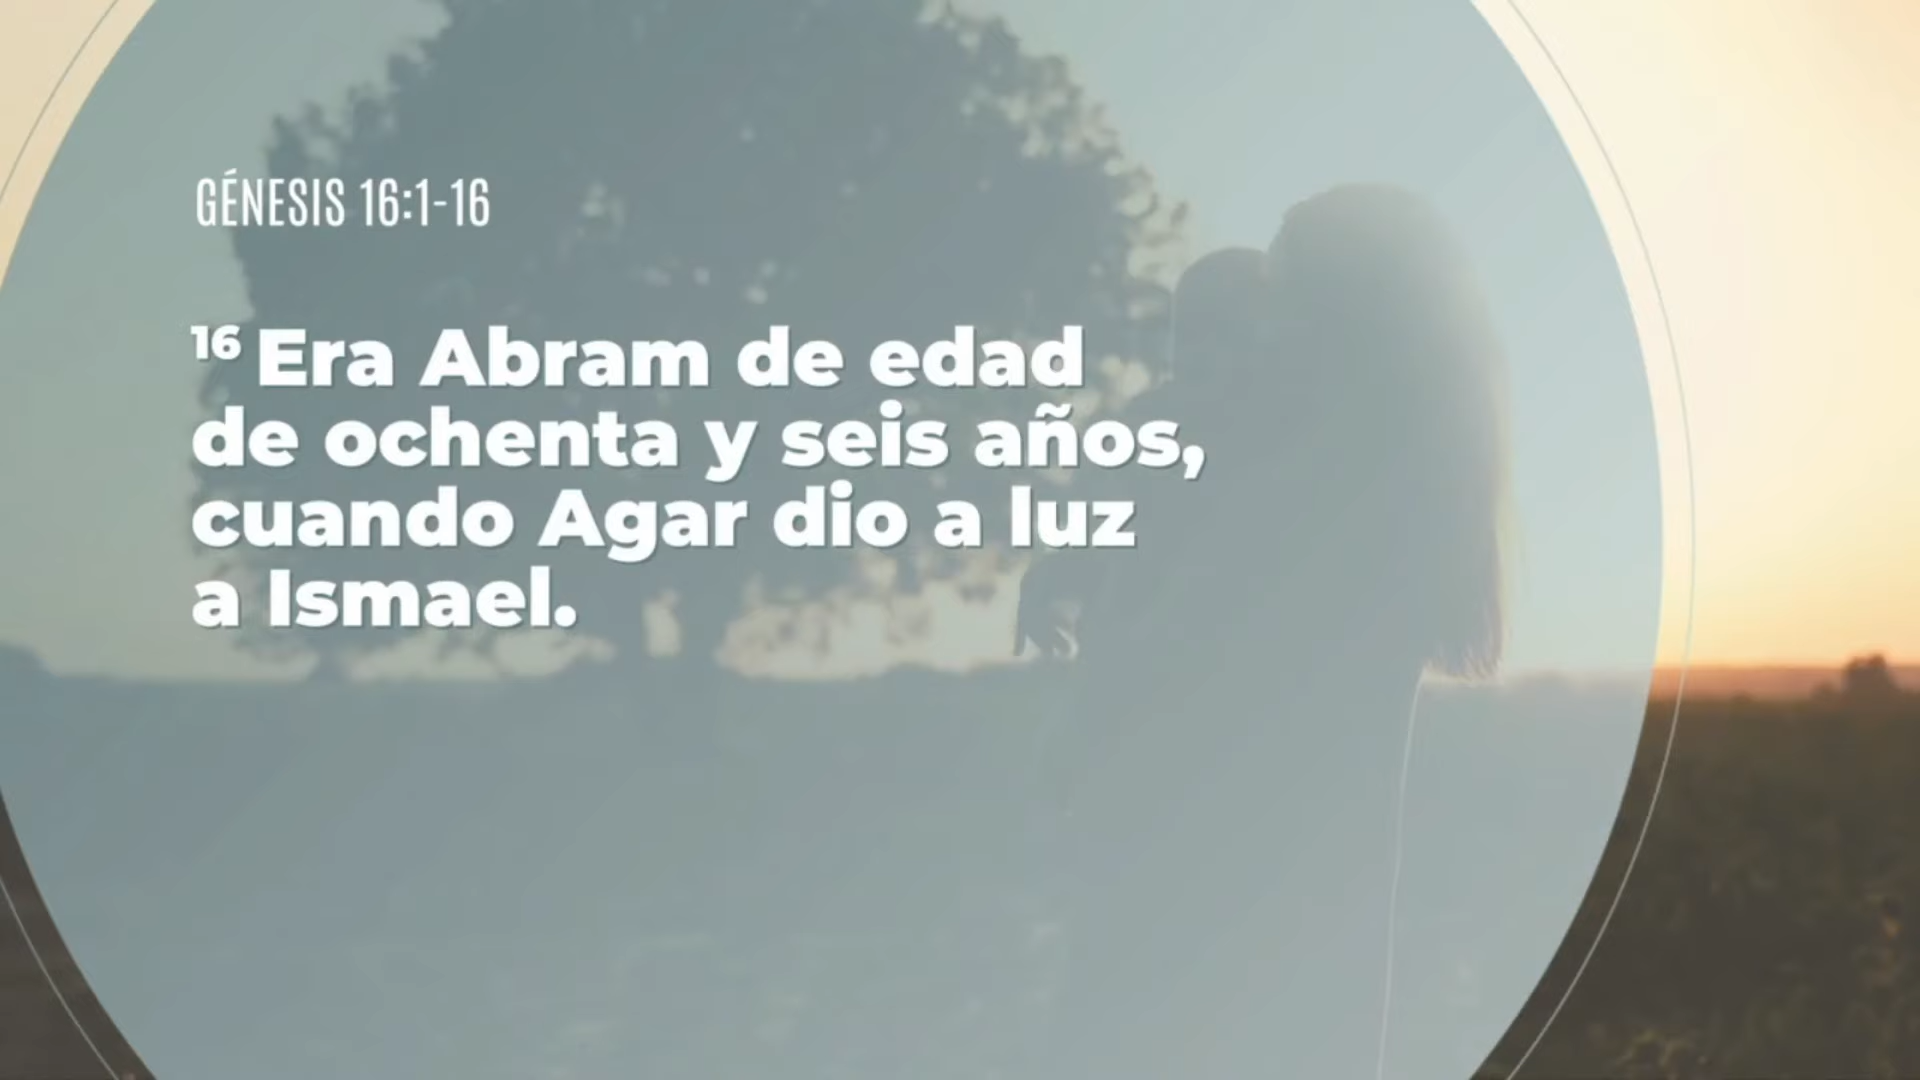 GÉNESIS 16:1-16
16 Era Abram de edad
de ochenta y seis años,
cuando Agar dio a luz
a Ismael.